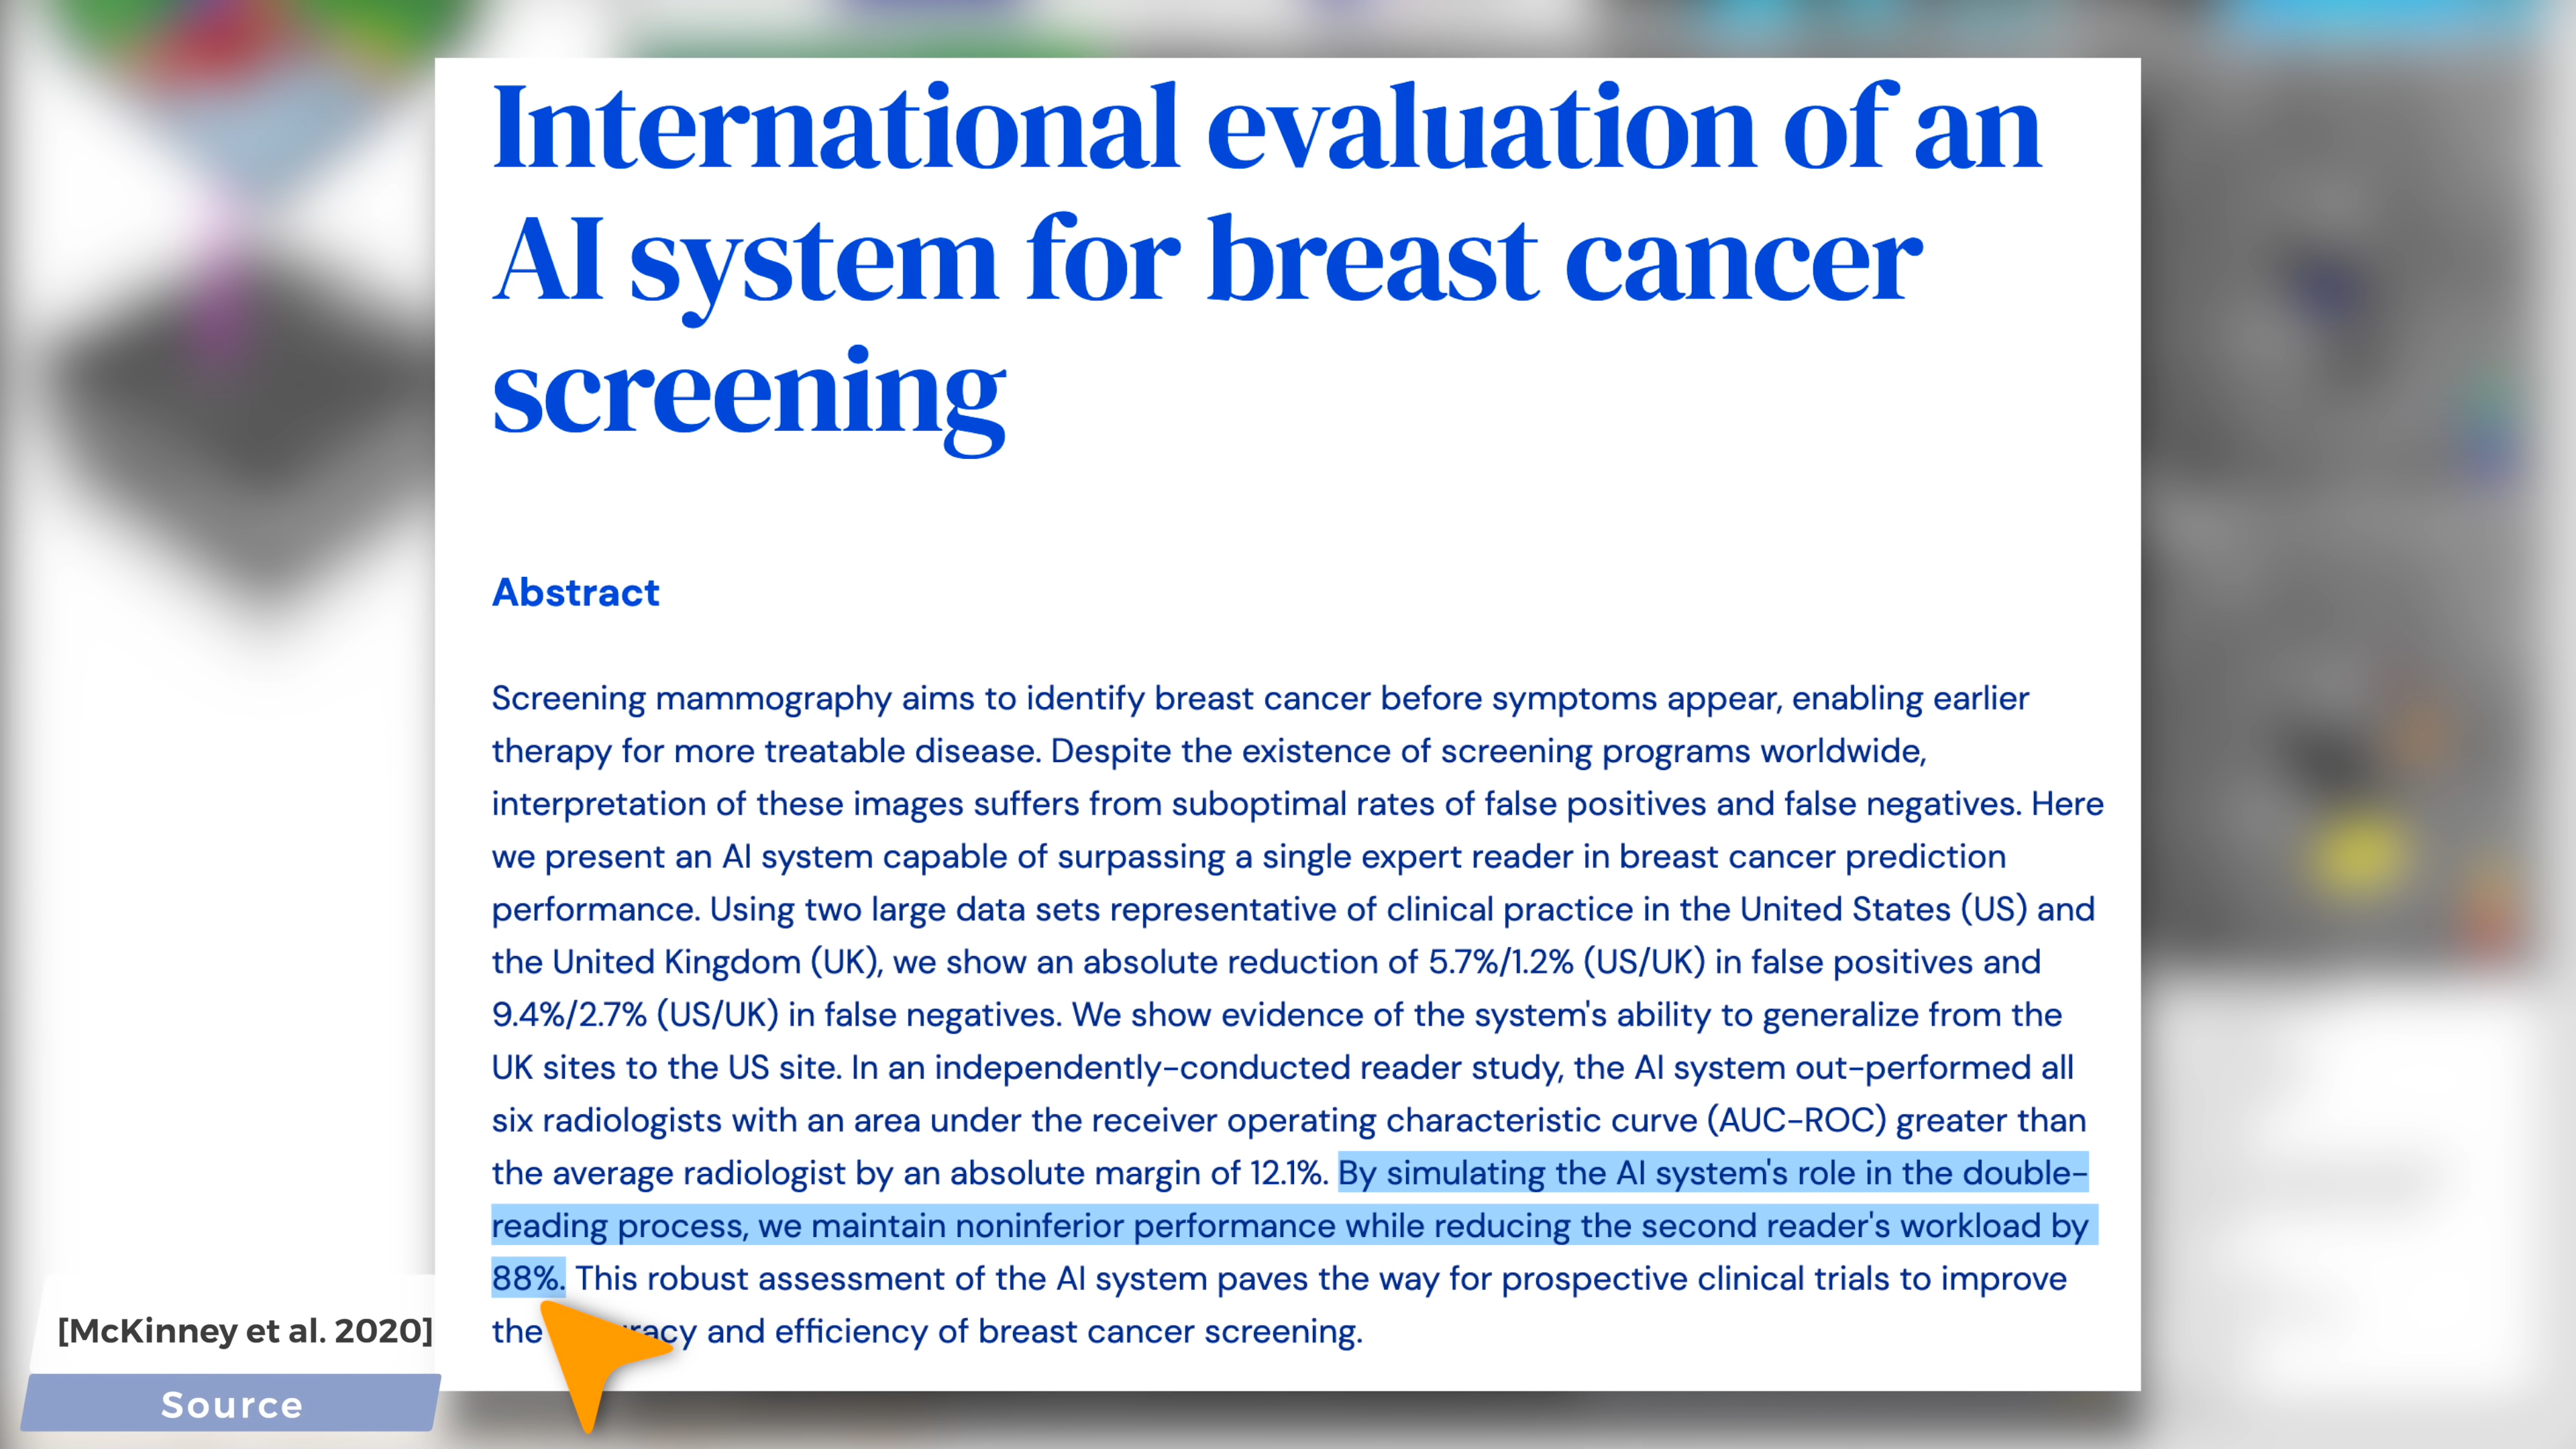 International evaluation of an
AI system for breast cancer
screening
Abstract
Screening mammography aims to identify breast cancer before symptoms appear, enabling earlier
therapy for more treatable disease. Despite the existence of screening programs worldwide,
interpretation of these images suffers from suboptimal rates of false positives and false negatives. Here
we present an AI system capable of surpassing a single expert reader in breast cancer prediction
performance. Using two large data sets representative of clinical practice in the United States (US) and
the United Kingdom (UK), we show an absolute reduction of 5.7%/1.2% (US/UK) in false positives and
9.4%/2.7% (US/UK) in false negatives. We show evidence of the system's ability to generalize from the
UK sites to the US site. In an independently-conducted reader study, the AI system out-performed all
six radiologists with an area under the receiver operating characteristic curve (AUC-ROC) greater than
the average radiologist by an absolute margin of 12.1%. By simulating the AI system's role in the double-
reading process, we maintain noninferior performance while reducing the second reader's workload by
88%. This robust assessment of the AI system paves the way for prospective clinical trials to improve
the and efficiency of breast cancer screening.
[McKinney et al. 2020]
Source